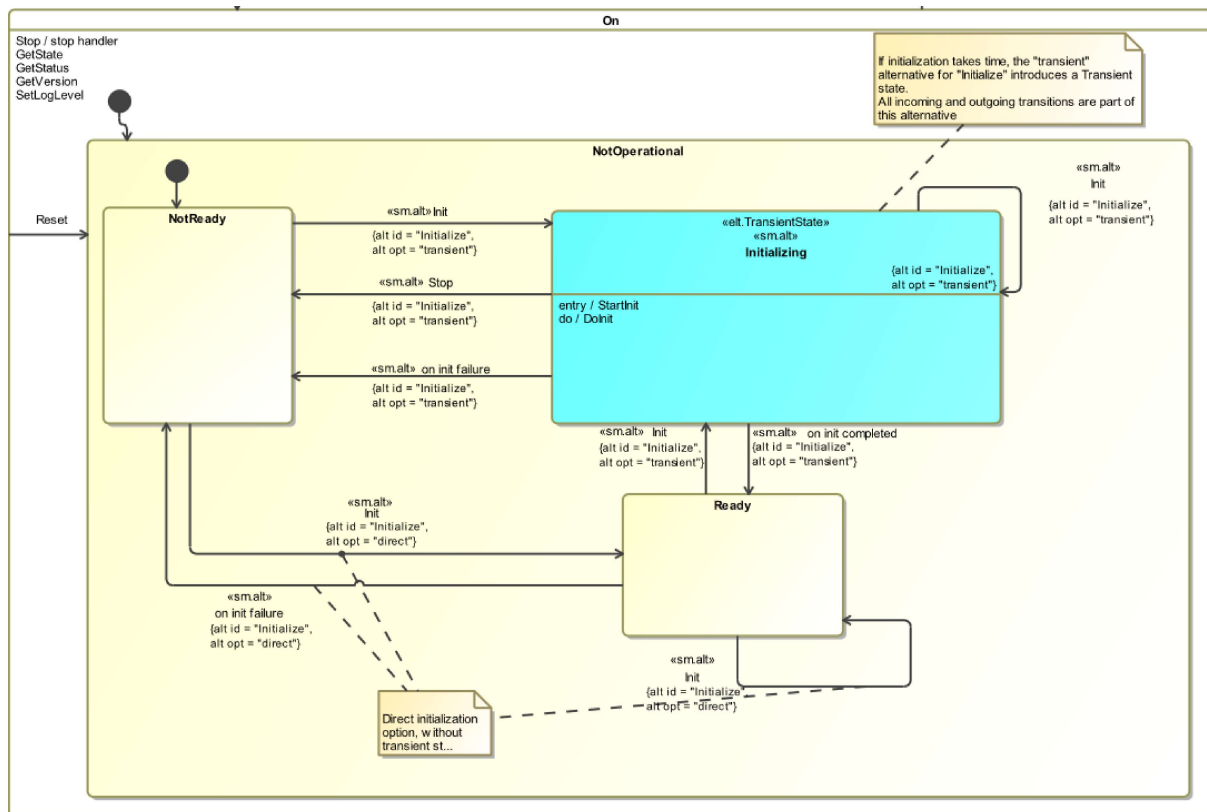 On
Stop / stop handler
GetState
GetStatus
GetVersion
SetLogLevel
If initialization takes time, the "transient"
alternative for "Initialize" introduces a Transient
state.
All incoming and outgoing transitions are part of
this alternative
NotOperational
Reset
NotReady
«sm.alt» Init
{alt id = "Initialize",
alt opt = "transient"}
«sm.alt» Stop
{alt id = "Initialize",
alt opt = "transient"}
«sm.alt» on init failure
{alt id = "Initialize",
alt opt = "transient"}
«elt.TransientState»
«sm.alt»
Initializing
entry / StartInit
do / DoInit
«sm.alt»
Init
{alt id = "Initialize",
alt opt = "transient"}
{alt id = "Initialize",
alt opt = "transient"}
«sm.alt» Init
{alt id = "Initialize",
alt opt = "transient"}
«sm.alt» on init completed
{alt id = "Initialize",
alt opt = "transient"}
Ready
«sm.alt»
Init
{alt id = "Initialize",
alt opt = "direct"}
«sm.alt»
on init failure
{alt id = "Initialize",
alt opt = "direct"}
«sm.alt»
Init
{alt id = "Initialize"
alt opt = "direct"}
Direct initialization
option, without
transient st...